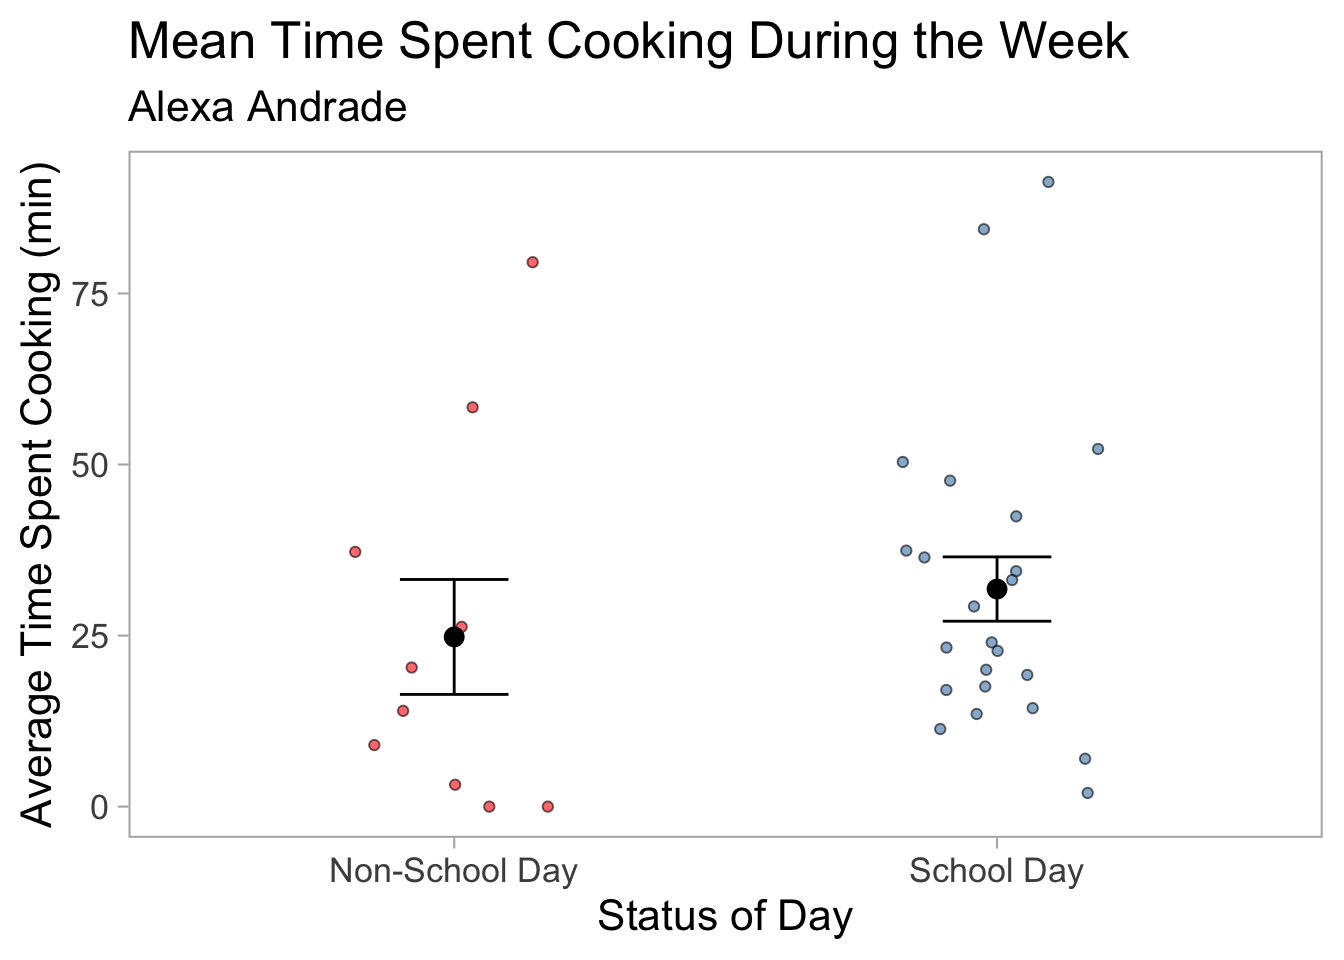 Mean Time Spent Cooking During the Week
Alexa Andrade
Average Time Spent Cooking (min)
75
50
25
0
Non-School Day
School Day
Status of Day